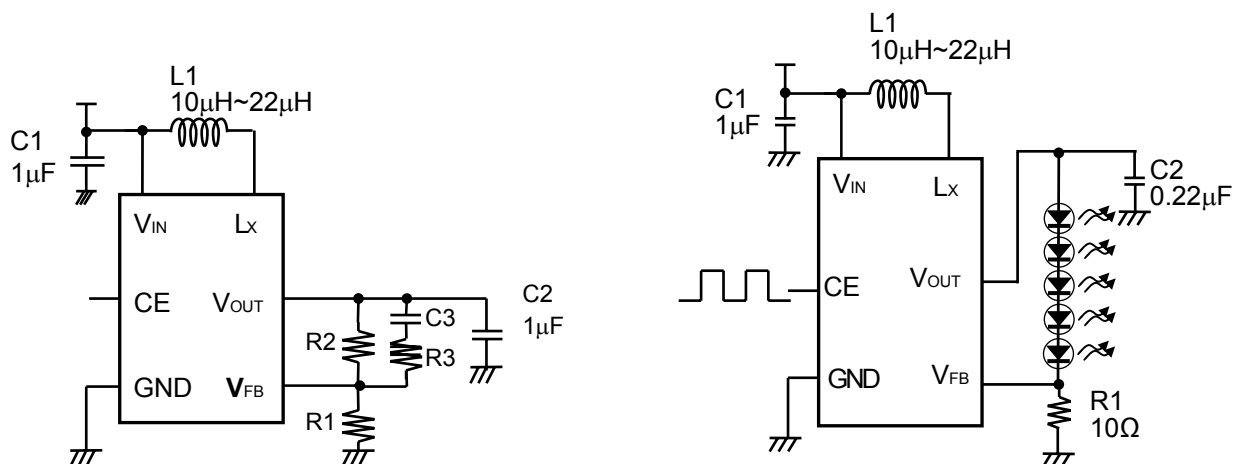 L1
10μH~22μH
C1
1μF
VIN
LX
CE
VOUT
GND
VFB
R2
C3
R3
R1
C2
1μF
L1
10μH~22μH
C1
1μF
VIN
LX
CE
VOUT
GND
VFB
C2
0.22μF
R1
10Ω